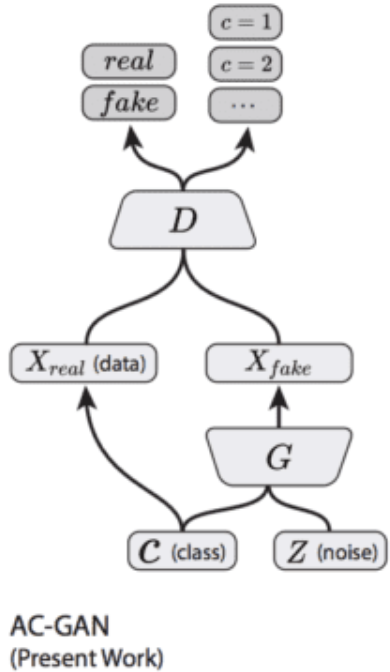 c = 1
real
c = 2
fake
...
D
X_real (data)
X_fake
G
C (class)
Z (noise)
AC-GAN
(Present Work)